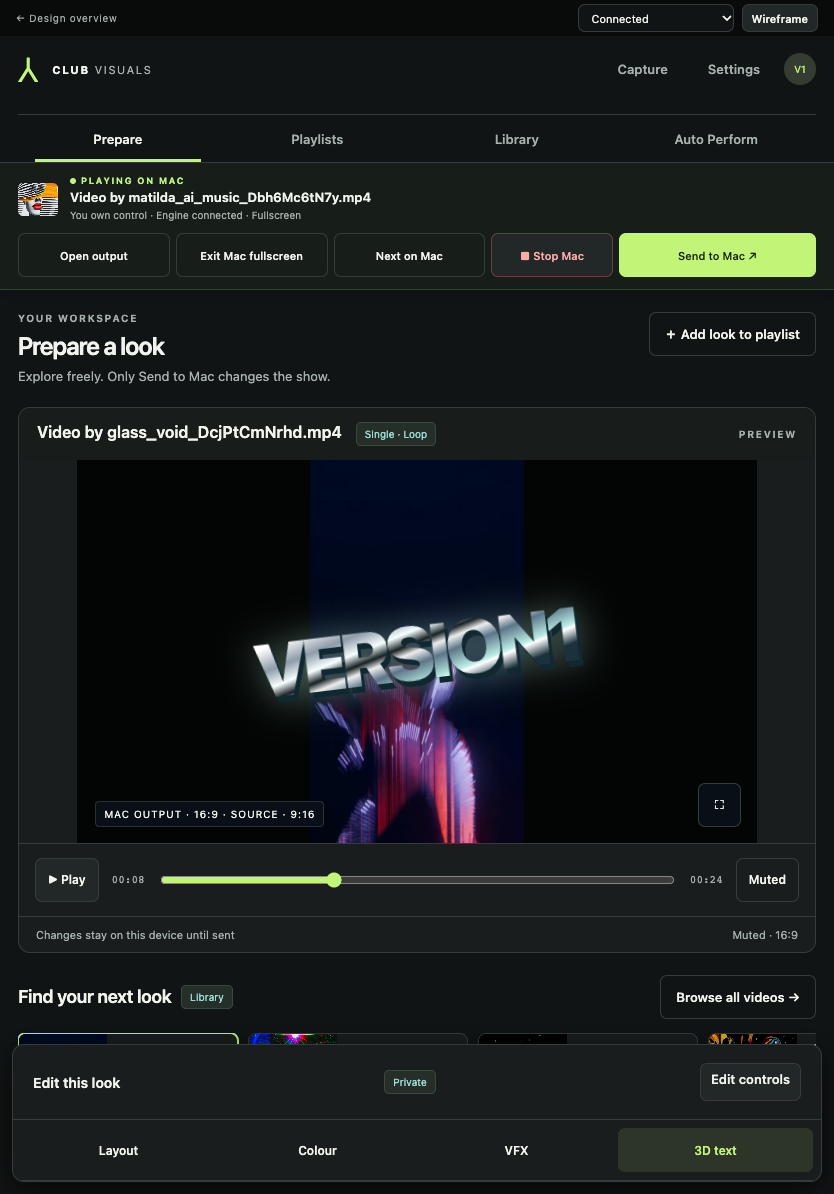 ← Design overview
Connected
Wireframe
CLUB VISUALS
Capture
Settings
V1
Prepare
Playlists
Library
Auto Perform
PLAYING ON MAC
Video by matilda_ai_music_Dbh6Mc6tN7y.mp4
You own control · Engine connected · Fullscreen
Open output
Exit Mac fullscreen
Next on Mac
Stop Mac
Send to Mac ↗
YOUR WORKSPACE
Prepare a look
Explore freely. Only Send to Mac changes the show.
+ Add look to playlist
Video by glass_void_DcjPtCmNrhd.mp4
Single · Loop
PREVIEW
VERSION1
MAC OUTPUT · 16:9 · SOURCE · 9:16
Play
00:08
00:24
Muted
Changes stay on this device until sent
Muted · 16:9
Find your next look
Library
Browse all videos →
Edit this look
Private
Edit controls
Layout
Colour
VFX
3D text